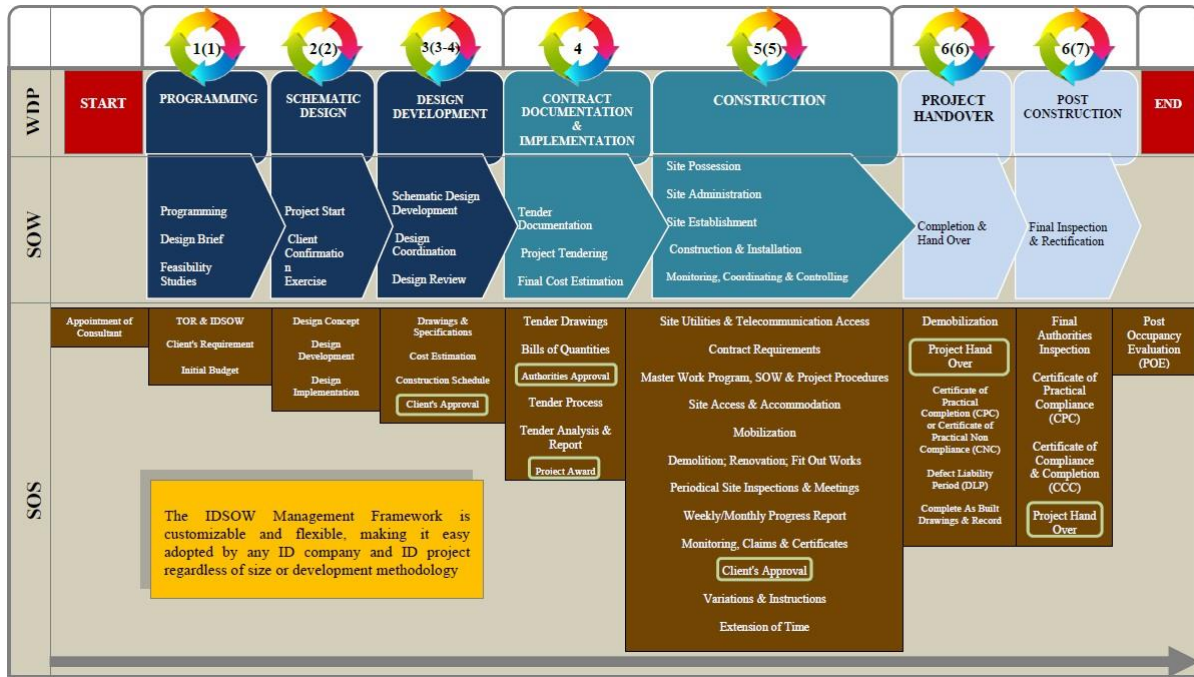 1(1)
2(2)
3(3-4)
4
5(5)
6(6)
6(7)
WDP
START
PROGRAMMING
SCHEMATIC
DESIGN
DESIGN
DEVELOPMENT
CONTRACT
DOCUMENTATION
&
IMPLEMENTATION
CONSTRUCTION
PROJECT
HANDOVER
POST
CONSTRUCTION
END
SOW
Programming
Design Brief
Feasibility
Studies
Project Start
Client
Confirmatio
n
Exercise
Schematic Design
Development
Design
Coordination
Design Review
Tender
Documentation
Project Tendering
Final Cost Estimation
Site Possession
Site Administration
Site Establishment
Construction & Installation
Monitoring, Coordinating & Controlling
Completion &
Hand Over
Final Inspection
& Rectification
SOS
Appointment of
Consultant
TOR & IDSOW
Client's Requirement
Initial Budget
Design Concept
Design
Development
Design
Implementation
Drawings &
Specifications
Cost Estimation
Construction Schedule
Client's Approval
Tender Drawings
Bills of Quantities
Authorities Approval
Tender Process
Tender Analysis &
Report
Project Award
Site Utilities & Telecommunication Access
Contract Requirements
Master Work Program, SOW & Project Procedures
Site Access & Accommodation
Mobilization
Demolition; Renovation; Fit Out Works
Periodical Site Inspections & Meetings
Weekly/Monthly Progress Report
Monitoring, Claims & Certificates
Client's Approval
Variations & Instructions
Extension of Time
Demobilization
Project Hand
Over
Certificate of
Practical
Completion (CPC)
or Certificate of
Practical Non
Compliance (CNC)
Defect Liability
Period (DLP)
Complete As Built
Drawings & Record
Final
Authorities
Inspection
Certificate of
Practical
Compliance
(CPC)
Certificate of
Compliance
& Completion
(CCC)
Project Hand
Over
Post
Occupancy
Evaluation
(POE)
The IDSOW Management Framework is
customizable and flexible, making it easy
adopted by any ID company and ID project
regardless of size or development methodology